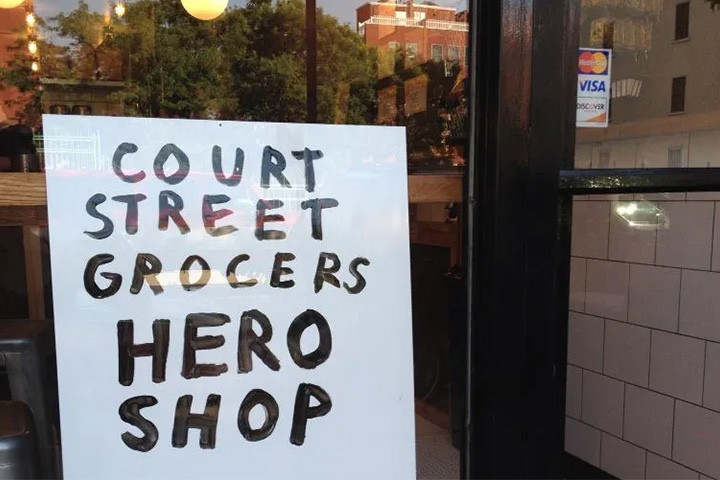 COURT
STREET
GROCERS
HERO
SHOP
MasterCard
VISA
DISCOVER